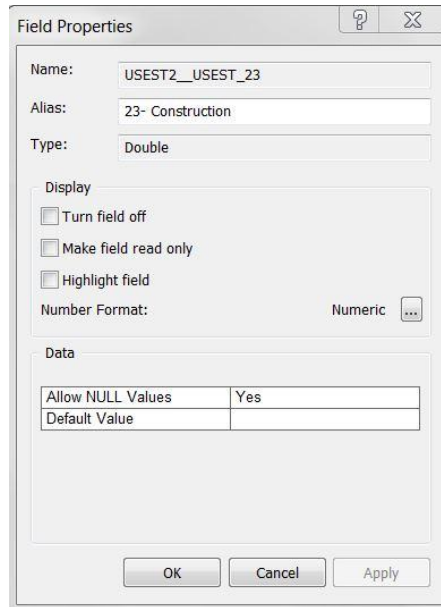 Field Properties
Name: USEST2__USEST_23
Alias: 23- Construction
Type: Double
Display
Turn field off
Make field read only
Highlight field
Number Format: Numeric ...
Data
Allow NULL Values Yes
Default Value
OK Cancel Apply